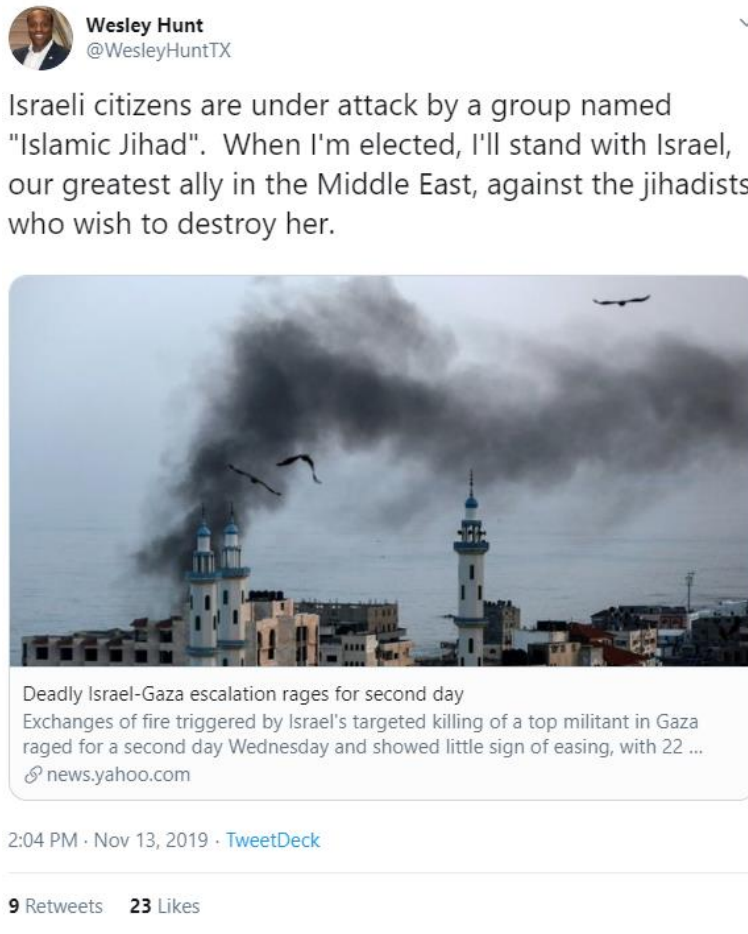 Wesley Hunt
@WesleyHuntTX
Israeli citizens are under attack by a group named
"Islamic Jihad".  When I'm elected, I'll stand with Israel,
our greatest ally in the Middle East, against the jihadists
who wish to destroy her.
Deadly Israel-Gaza escalation rages for second day
Exchanges of fire triggered by Israel's targeted killing of a top militant in Gaza
raged for a second day Wednesday and showed little sign of easing, with 22 ...
news.yahoo.com
2:04 PM · Nov 13, 2019 · TweetDeck
9 Retweets 23 Likes